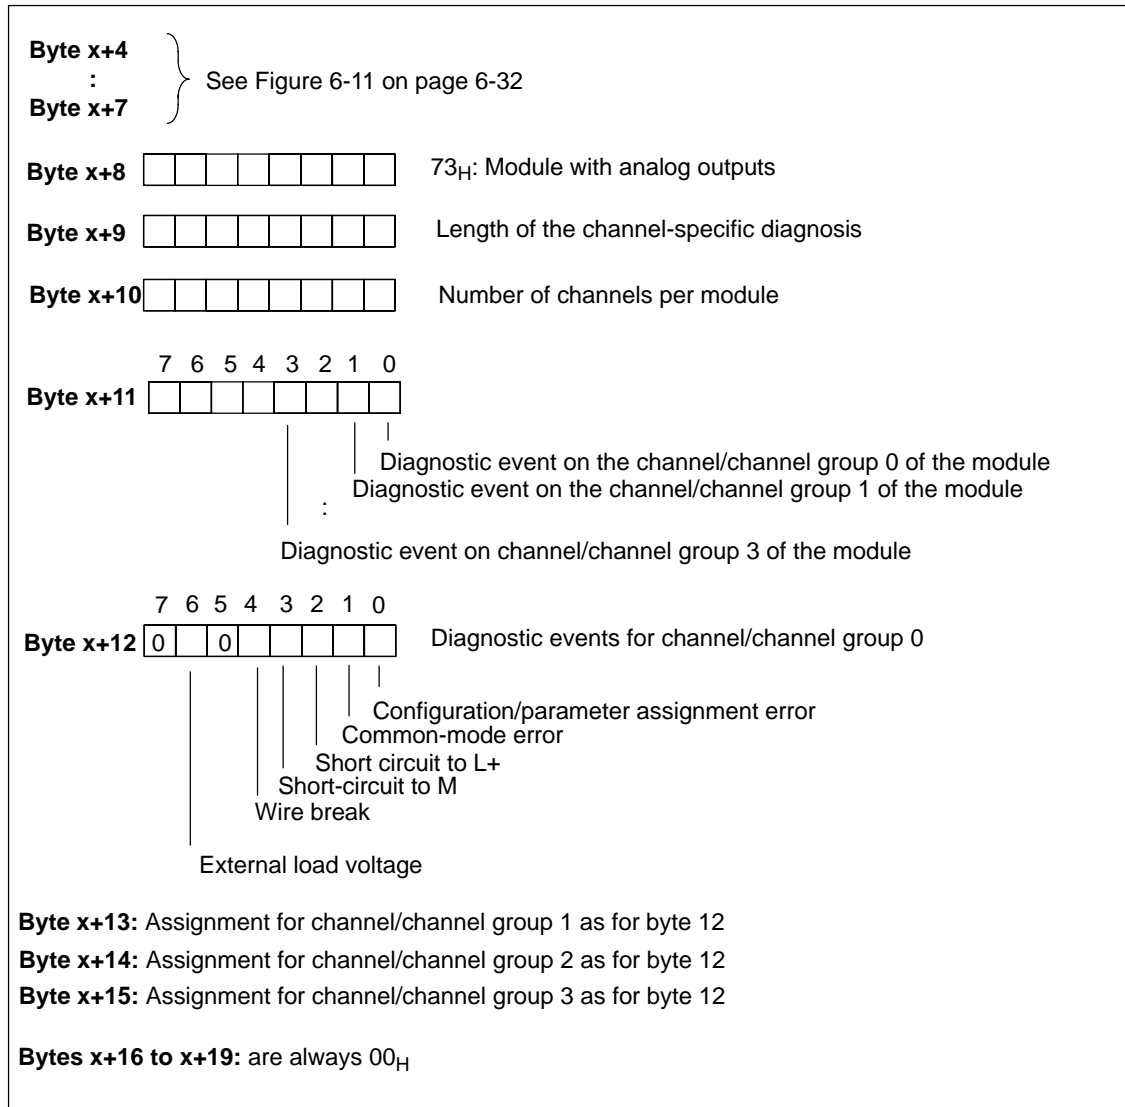 Byte x+4
:
See Figure 6-11 on page 6-32
Byte x+7
Byte x+8 73H: Module with analog outputs
Byte x+9 Length of the channel-specific diagnosis
Byte x+10 Number of channels per module
7 6 5 4 3 2 1 0
Byte x+11
Diagnostic event on the channel/channel group 0 of the module
Diagnostic event on the channel/channel group 1 of the module
:
Diagnostic event on channel/channel group 3 of the module
7 6 5 4 3 2 1 0
Byte x+12 0 0 Diagnostic events for channel/channel group 0
Configuration/parameter assignment error
Common-mode error
Short circuit to L+
Short-circuit to M
Wire break
External load voltage
Byte x+13: Assignment for channel/channel group 1 as for byte 12
Byte x+14: Assignment for channel/channel group 2 as for byte 12
Byte x+15: Assignment for channel/channel group 3 as for byte 12
Bytes x+16 to x+19: are always 00H